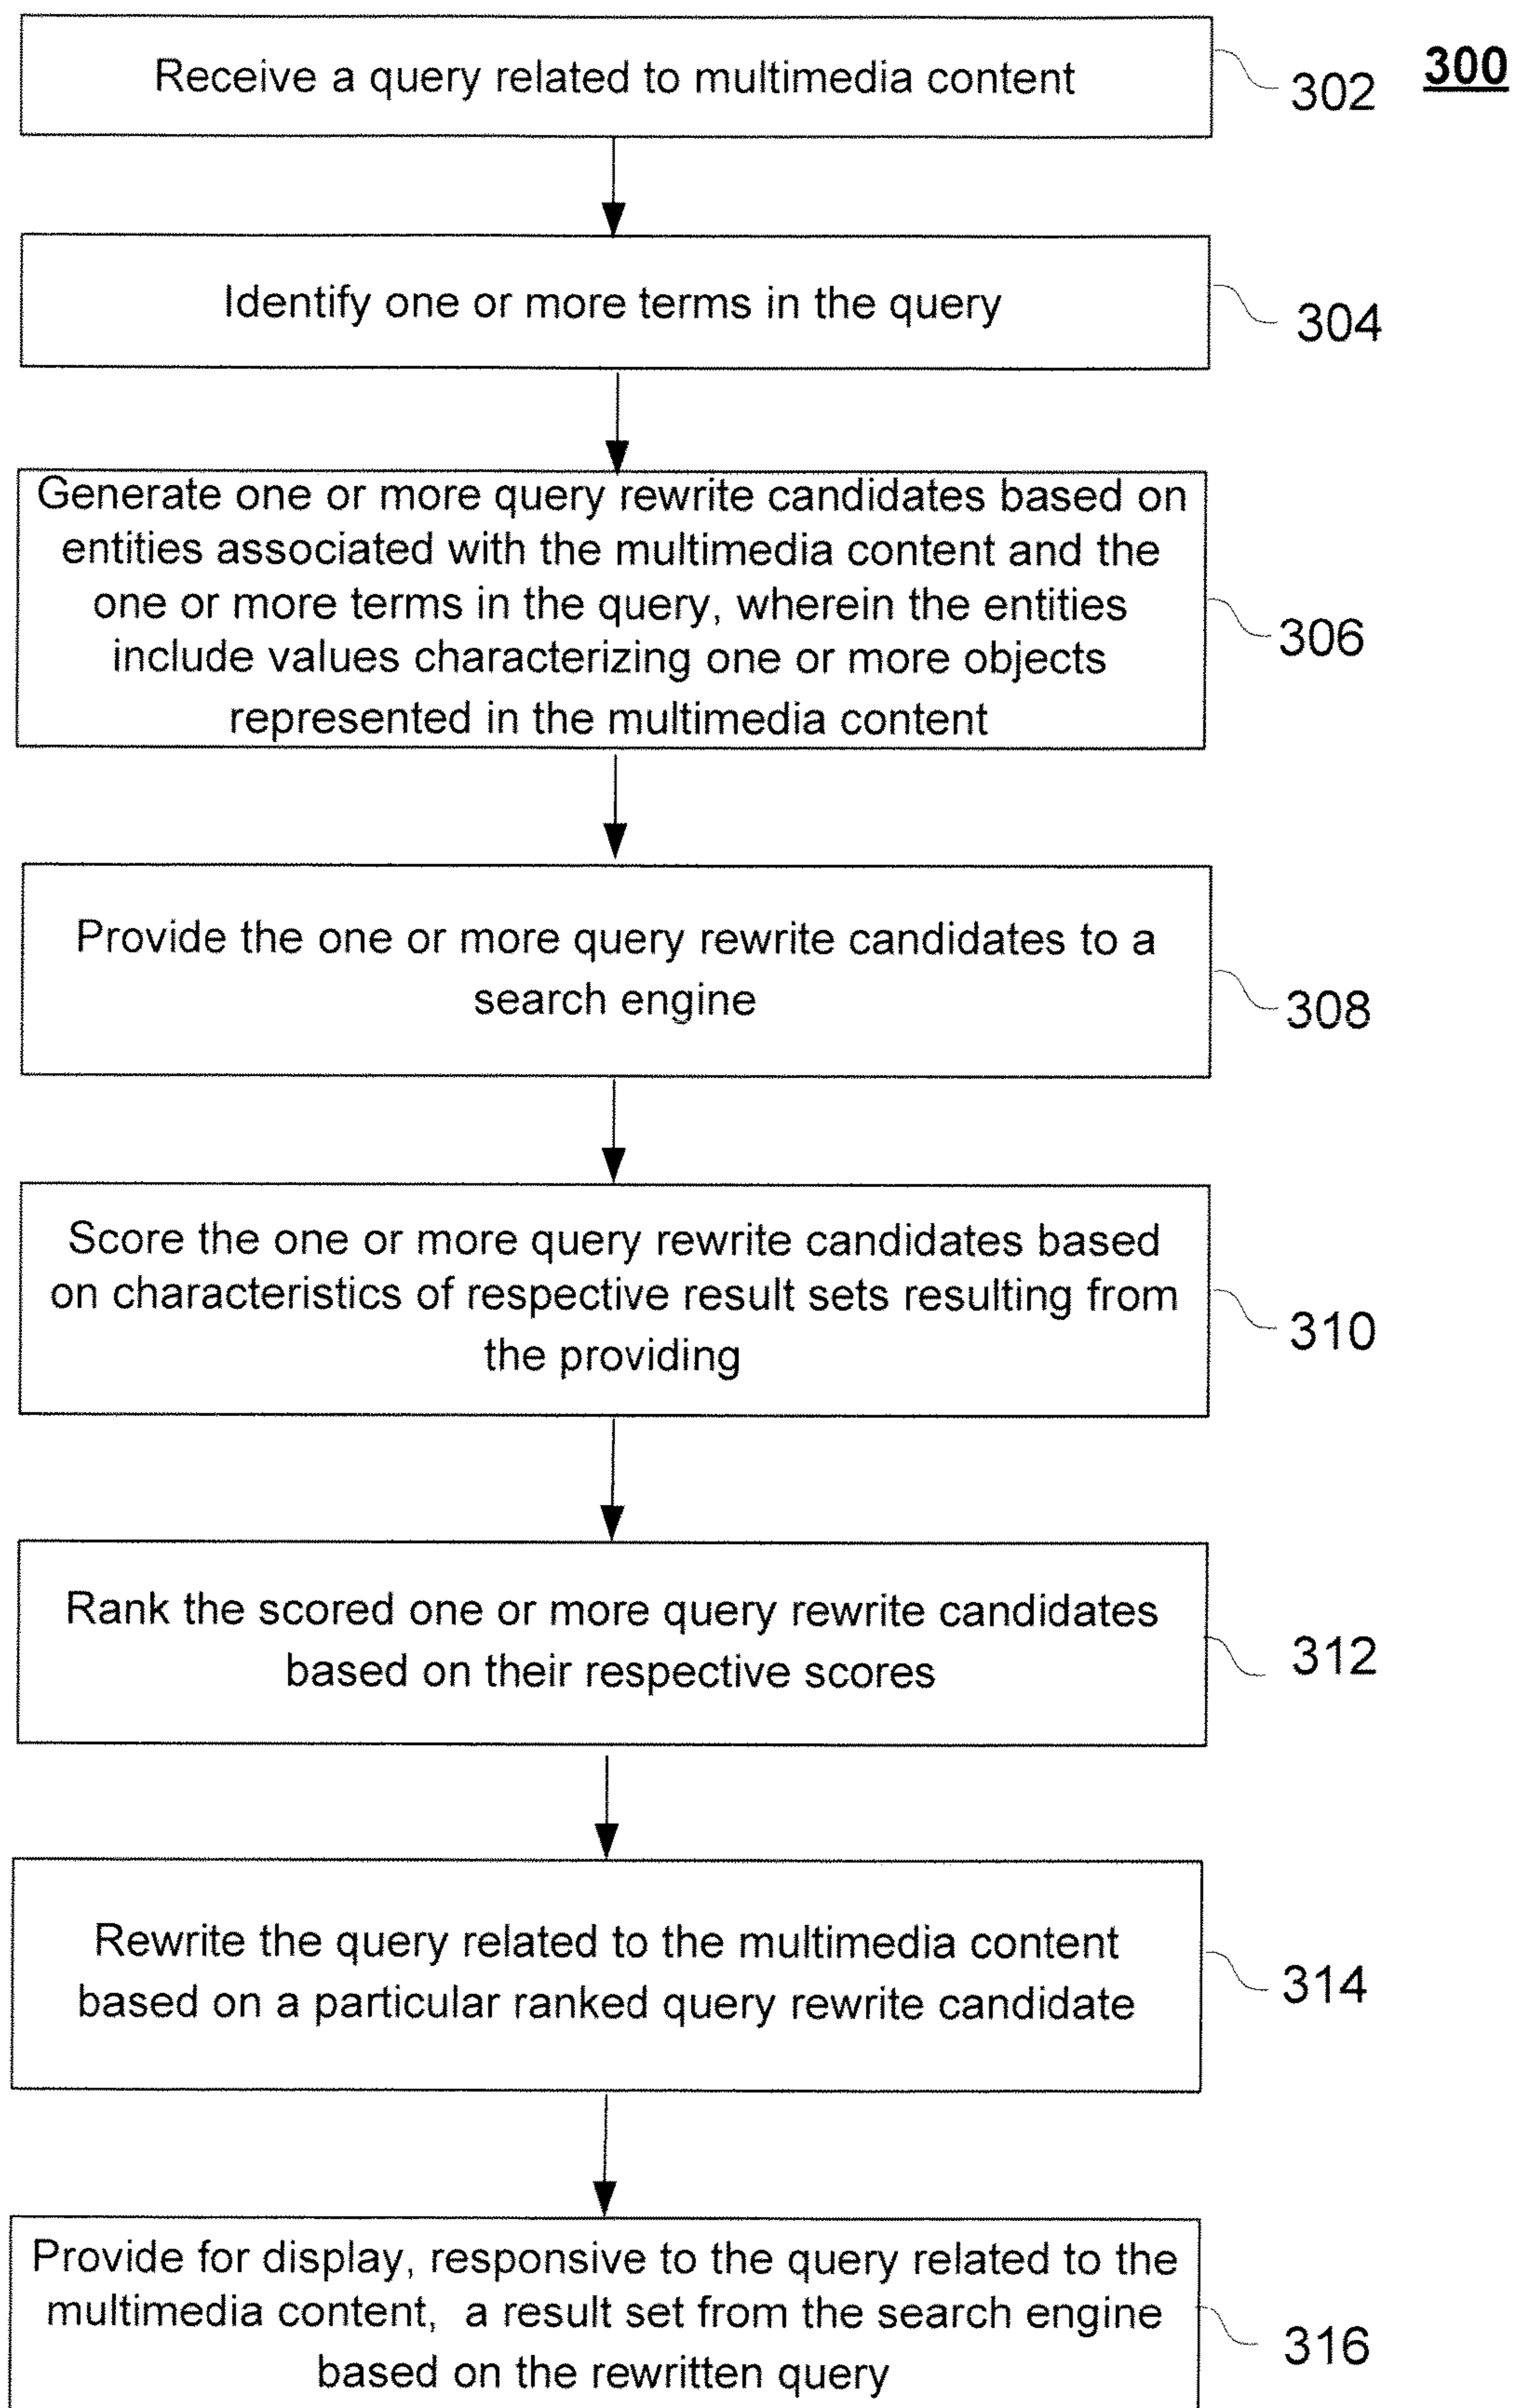 Receive a query related to multimedia content
302
300
Identify one or more terms in the query
304
Generate one or more query rewrite candidates based on
entities associated with the multimedia content and the
one or more terms in the query, wherein the entities
include values characterizing one or more objects
represented in the multimedia content
306
Provide the one or more query rewrite candidates to a
search engine
308
Score the one or more query rewrite candidates based
on characteristics of respective result sets resulting from
the providing
310
Rank the scored one or more query rewrite candidates
based on their respective scores
312
Rewrite the query related to the multimedia content
based on a particular ranked query rewrite candidate
314
Provide for display, responsive to the query related to the
multimedia content, a result set from the search engine
based on the rewritten query
316